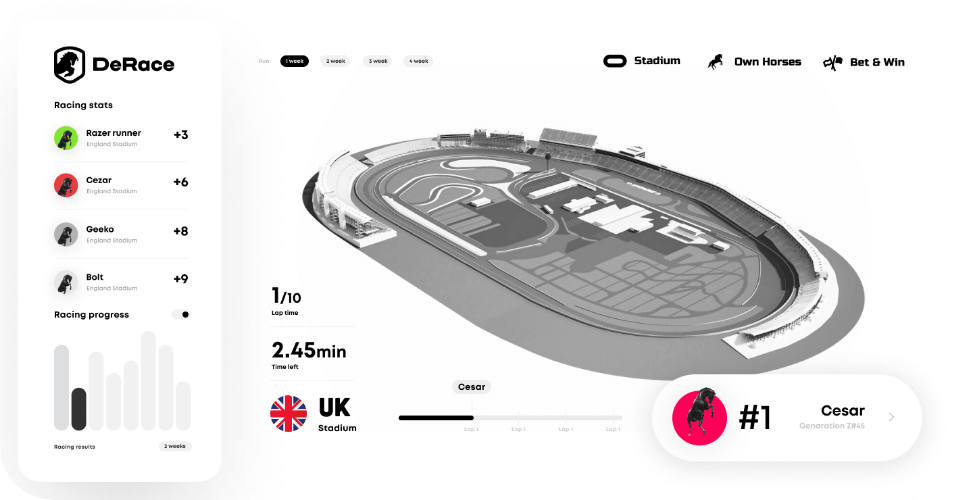 DeRace
Racing stats
Razer runner
+3
England Stadium
Cezar
+6
England Stadium
Geeko
+8
England Stadium
Bolt
+9
England Stadium
Racing progress
Racing results
2 weeks
Run
1 week
2 week
3 week
4 week
Stadium
Own Horses
Bet & Win
1/10
Lap time
2.45min
Time left
UK
Stadium
Cesar
Lap 1
Lap 1
Lap 1
Lap 1
#1
Cesar
Genaration Z#45